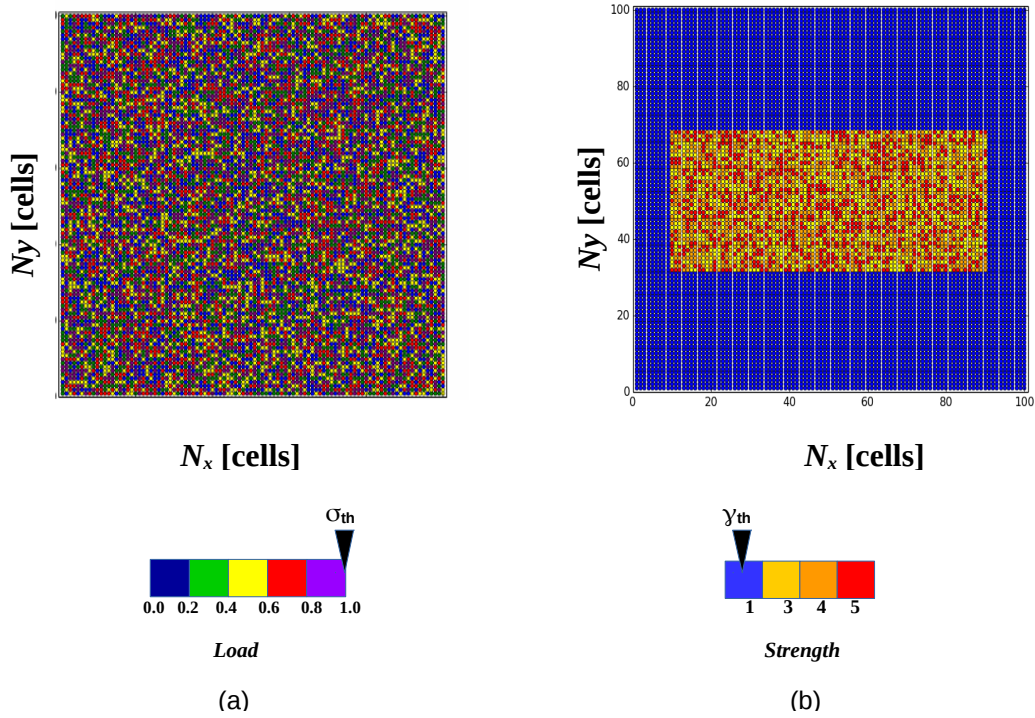 100
80
60
40
20
0
0 20 40 60 80 100
Ny [cells]
Ny [cells]
Nx [cells]
Nx [cells]
σth
γth
0.0 0.2 0.4 0.6 0.8 1.0
1 3 4 5
Load
Strength
(a)
(b)